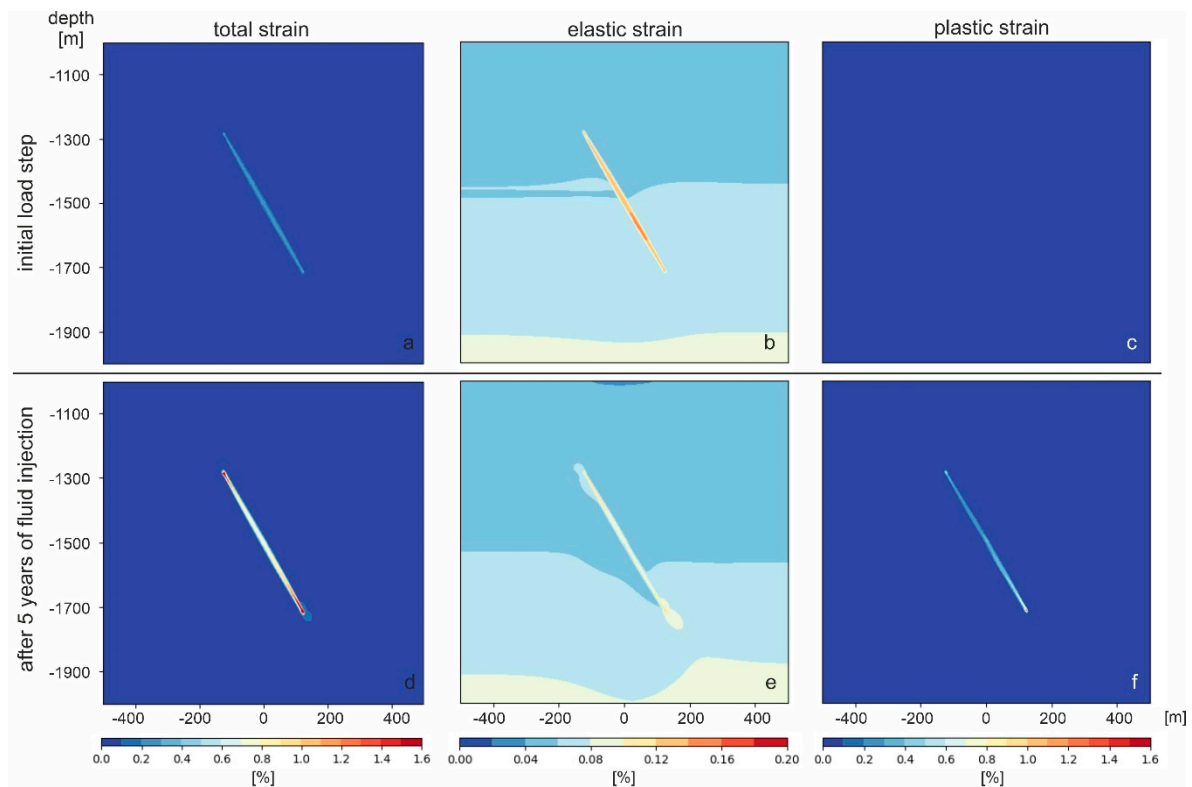 depth
[m]
total strain
elastic strain
plastic strain
initial load step
-1100
-1300
-1500
-1700
-1900
a
b
c
after 5 years of fluid injection
-1100
-1300
-1500
-1700
-1900
d
e
f
-400 -200 0 200 400
-400 -200 0 200 400
-400 -200 0 200 400 [m]
0.0 0.2 0.4 0.6 0.8 1.0 1.2 1.4 1.6
[%]
0.00 0.04 0.08 0.12 0.16 0.20
[%]
0.0 0.2 0.4 0.6 0.8 1.0 1.2 1.4 1.6
[%]